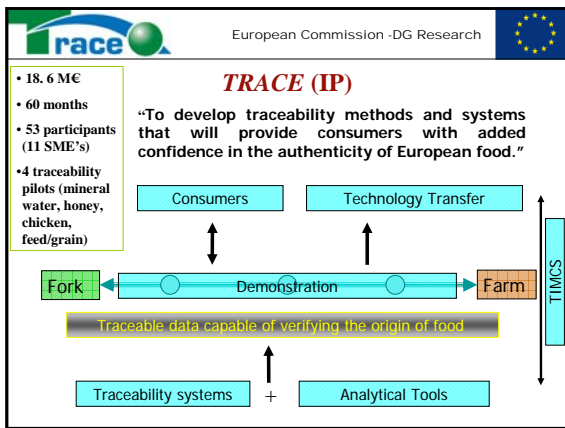 Trace
European Commission -DG Research
• 18. 6 M€
• 60 months
• 53 participants
(11 SME's)
•4 traceability
pilots (mineral
water, honey,
chicken,
feed/grain)
TRACE (IP)
“To develop traceability methods and systems
that will provide consumers with added
confidence in the authenticity of European food.”
Consumers
Technology Transfer
Fork
Demonstration
Farm
TIMCS
Traceable data capable of verifying the origin of food
Traceability systems
+
Analytical Tools